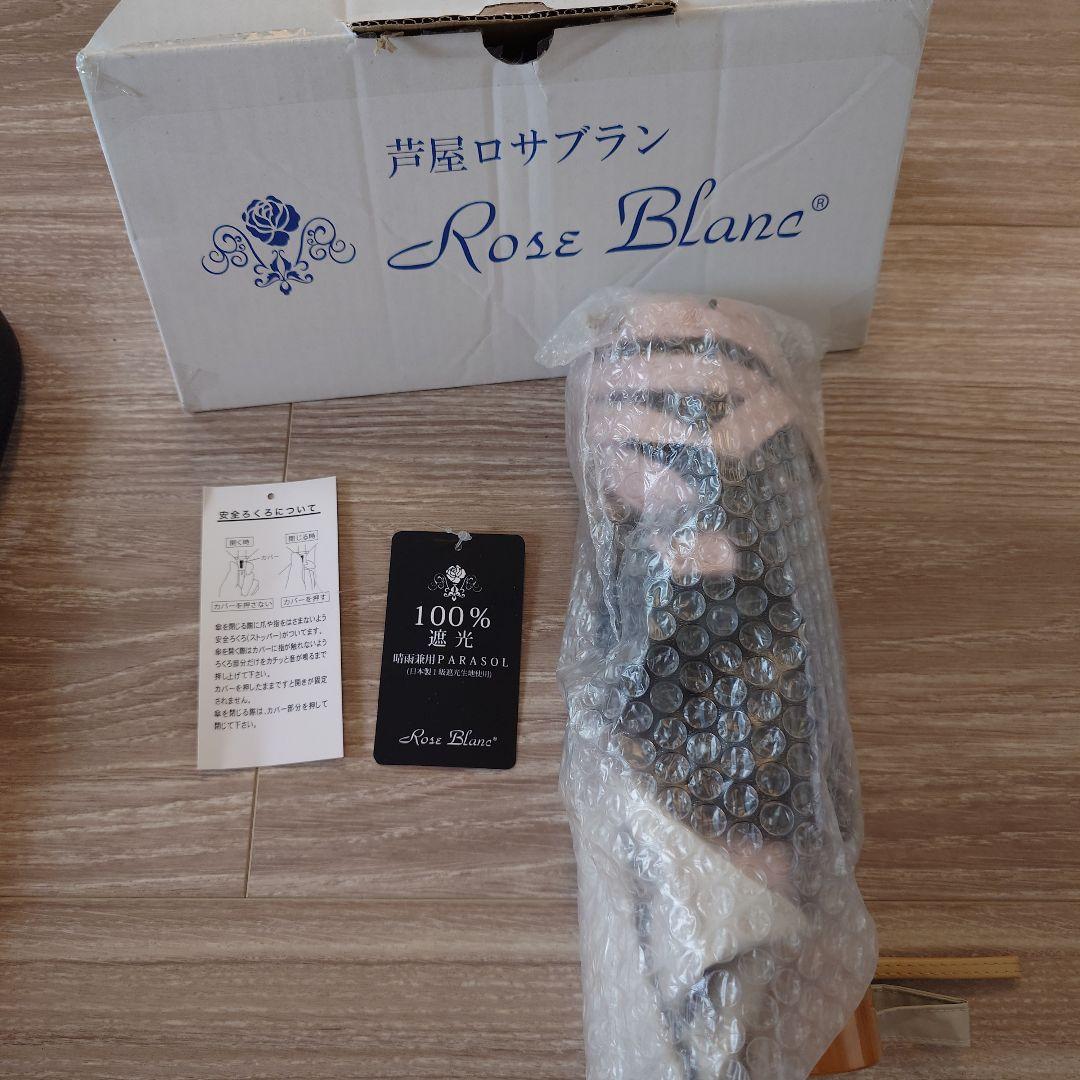 芦屋ロサブラン
Rose Blanc®
安全ろくろについて
開く時
閉じる時
カバー
カバーを押さない
カバーを押す
傘を閉じる際に爪や指をはさまないよう
安全ろくろ(ストッパー)がついてます。
傘を開く際はカバーに指が触れないよう
ろくろ部分だけをカチッと音が鳴るまで
押し上げて下さい。
カバーを押したままですと開きが固定
されません。
傘を閉じる際は、カバー部分を押して
閉じて下さい。
100%
遮光
晴雨兼用PARASOL
(日本製1級遮光生地使用)
Rose Blanc®